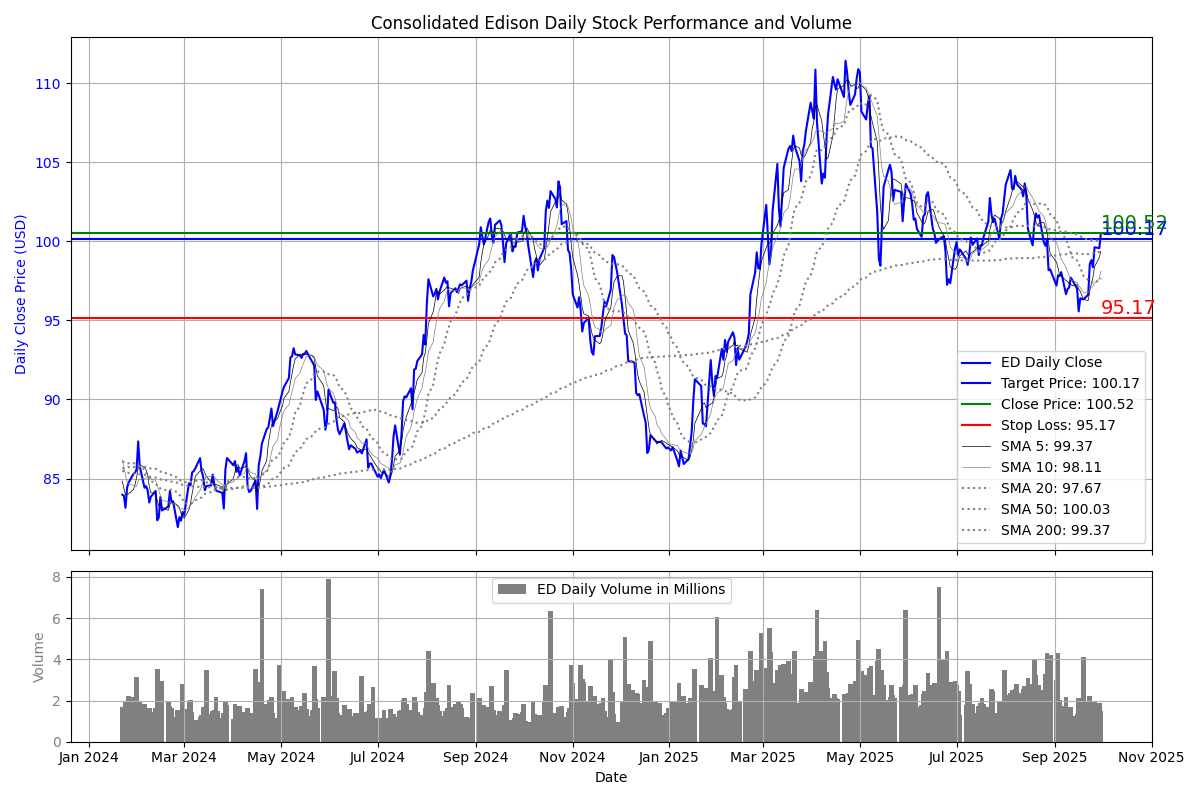 Consolidated Edison Daily Stock Performance and Volume
Daily Close Price (USD)
110
105
100
95
90
85
100.52
100.17
95.17
ED Daily Close
Target Price: 100.17
Close Price: 100.52
Stop Loss: 95.17
SMA 5: 99.37
SMA 10: 98.11
SMA 20: 97.67
SMA 50: 100.03
SMA 200: 99.37
Volume
8
6
4
2
0
ED Daily Volume in Millions
Jan 2024
Mar 2024
May 2024
Jul 2024
Sep 2024
Nov 2024
Jan 2025
Mar 2025
May 2025
Jul 2025
Sep 2025
Nov 2025
Date